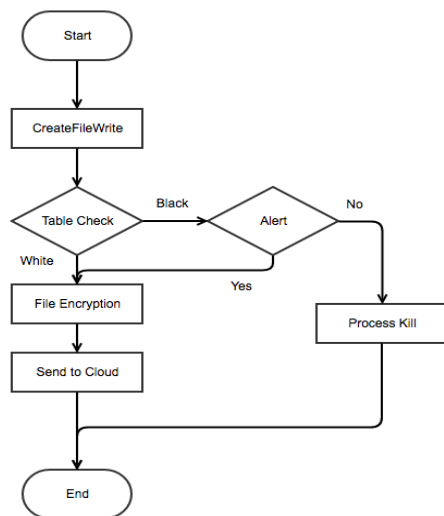 Start
CreateFileWrite
Table Check
Black
Alert
No
White
Yes
File Encryption
Process Kill
Send to Cloud
End